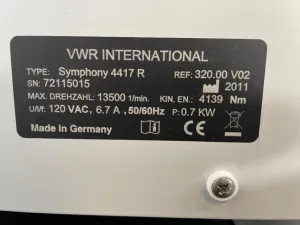 VWR INTERNATIONAL
TYPE: Symphony 4417 R REF: 320.00 V02
SN: 72115015 2011
MAX. DREHZAHL: 13500 1/min. KIN. EN.: 4139 Nm
U/f: 120 VAC, 6.7 A, 50/60Hz P: 0.7 KW
Made in Germany CE